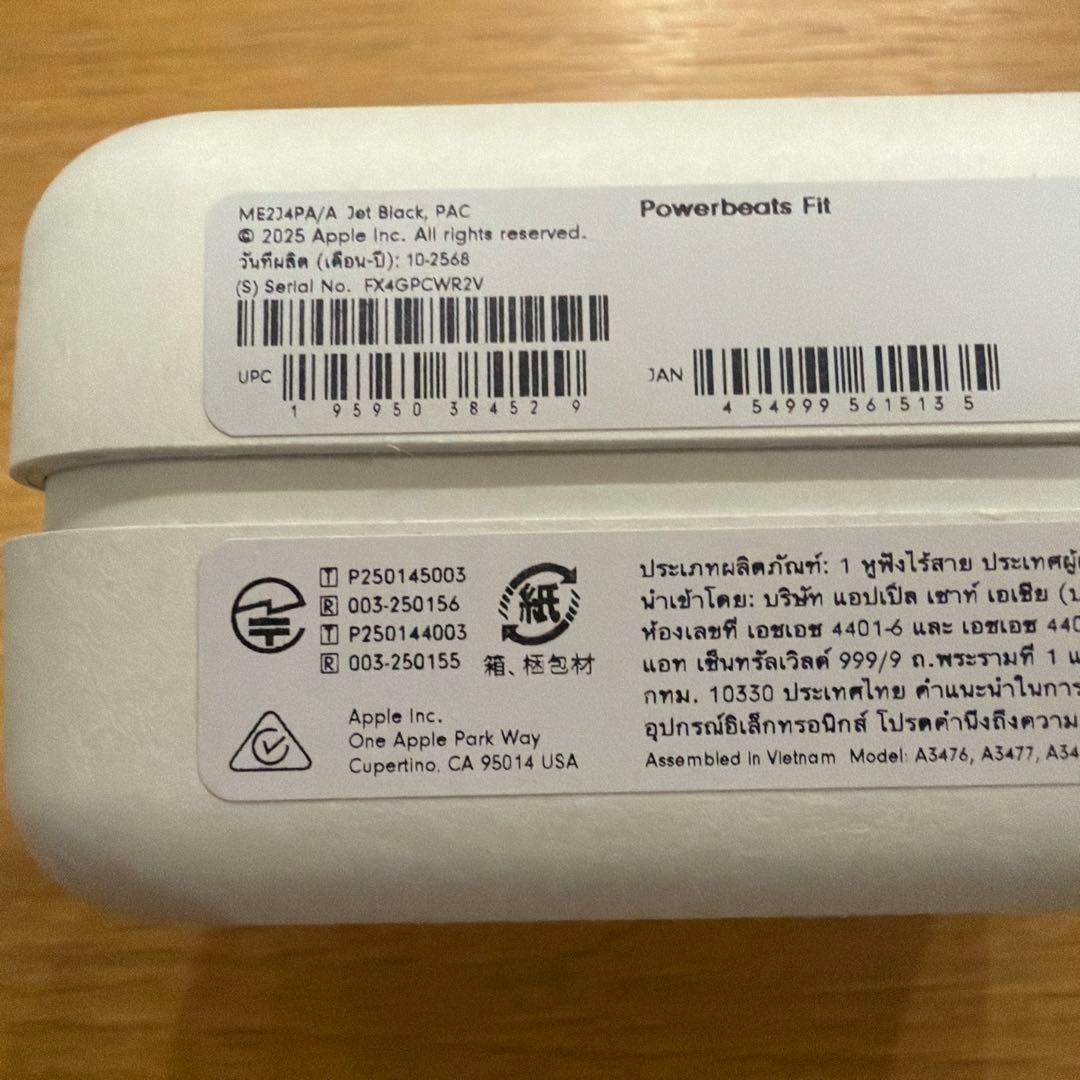 ME2J4PA/A Jet Black, PAC
© 2025 Apple Inc. All rights reserved.
วันที่ผลิต (เดือน-ปี): 10-2568
(S) Serial No. FX4GPCWR2V
UPC
1 95950 38452 9
Powerbeats Fit
JAN
4 54999 561513 5
T P250145003
R 003-250156
T P250144003
R 003-250155
紙
箱、梱包材
Apple Inc.
One Apple Park Way
Cupertino, CA 95014 USA
ประเภทผลิตภัณฑ์: 1 หูฟังไร้สาย ประเทศผู้
นำเข้าโดย: บริษัท แอปเปิล เซาท์ เอเชีย (ป
ห้องเลขที่ เอชเอช 4401-6 และ เอชเอช 440
แอท เซ็นทรัลเวิลด์ 999/9 ถ.พระรามที่ 1 แ
กทม. 10330 ประเทศไทย คำแนะนำในการ
อุปกรณ์อิเล็กทรอนิกส์ โปรดคำนึงถึงความ
Assembled in Vietnam Model: A3476, A3477, A34